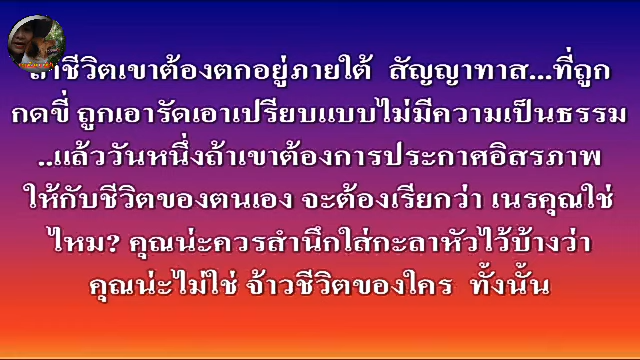 ถ้าชีวิตเขาต้องตกอยู่ภายใต้ สัญญาทาส...ที่ถูก
กดขี่ ถูกเอารัดเอาเปรียบแบบไม่มีความเป็นธรรม
..แล้ววันหนึ่งถ้าเขาต้องการประกาศอิสรภาพ
ให้กับชีวิตของตนเอง จะต้องเรียกว่า เนรคุณใช่
ไหม? คุณน่ะควรสำนึกใส่กะลาหัวไว้บ้างว่า
คุณน่ะไม่ใช่ จ้าวชีวิตของใคร ทั้งนั้น